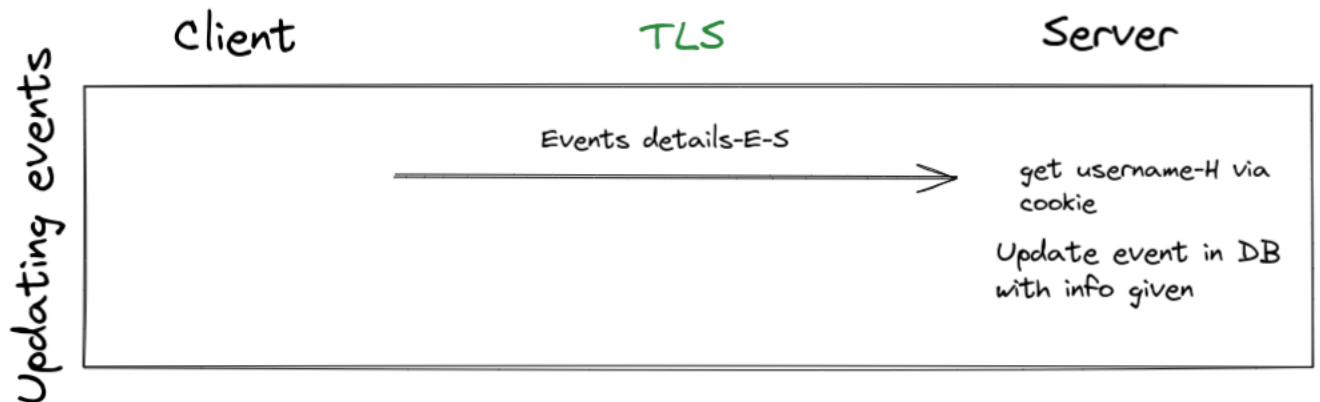 Client
TLS
Server
Updating events
Events details-E-S
get username-H via
cookie
Update event in DB
with info given